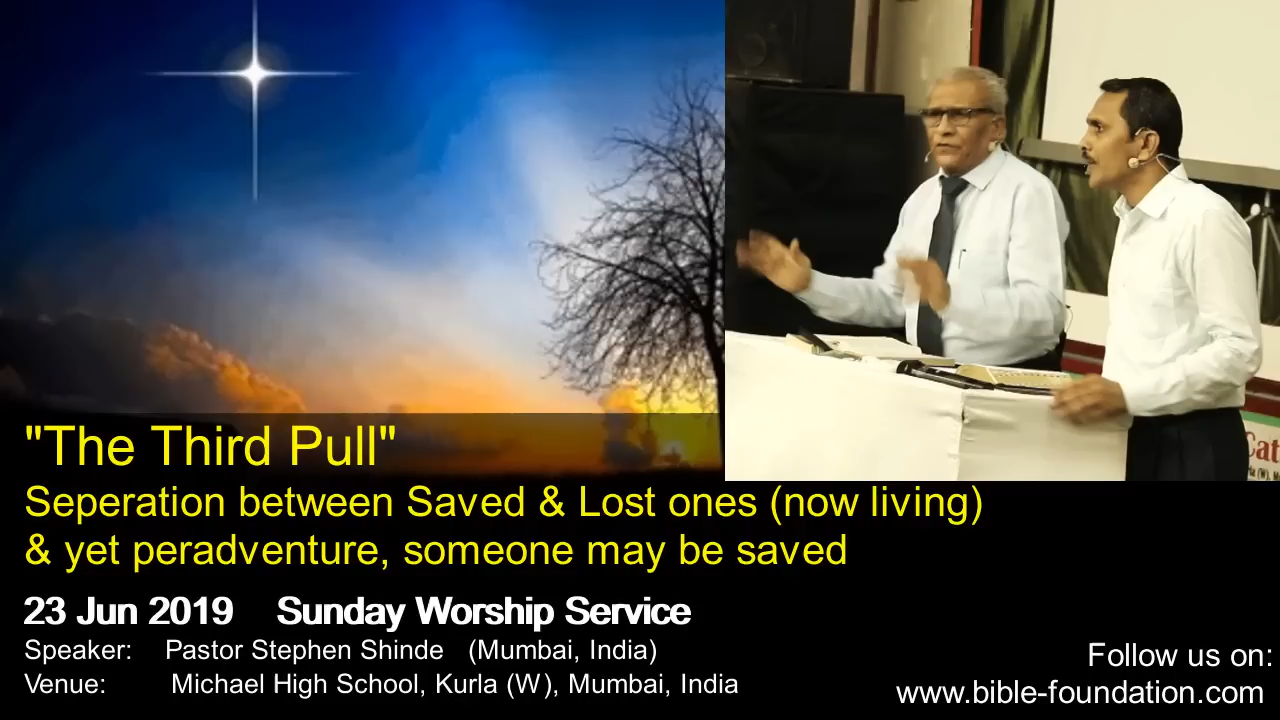 "The Third Pull"
Seperation between Saved & Lost ones (now living)
& yet peradventure, someone may be saved
23 Jun 2019 Sunday Worship Service
Speaker: Pastor Stephen Shinde (Mumbai, India)
Venue: Michael High School, Kurla (W), Mumbai, India
Follow us on:
www.bible-foundation.com
Cat